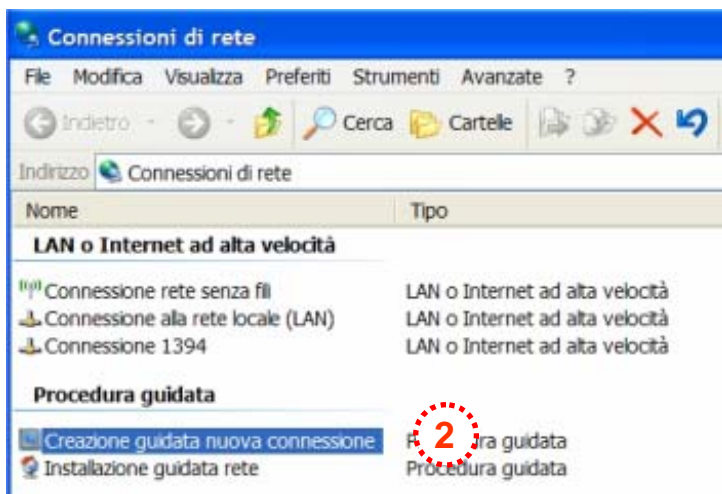 Connessioni di rete
File Modifica Visualizza Preferiti Strumenti Avanzate ?
Indietro Cerca Cartelle
Indirizzo Connessioni di rete
Nome Tipo
LAN o Internet ad alta velocità
Connessione rete senza fili LAN o Internet ad alta velocità
Connessione alla rete locale (LAN) LAN o Internet ad alta velocità
Connessione 1394 LAN o Internet ad alta velocità
Procedura guidata
Creazione guidata nuova connessione 2 guidata
Installazione guidata rete Procedura guidata